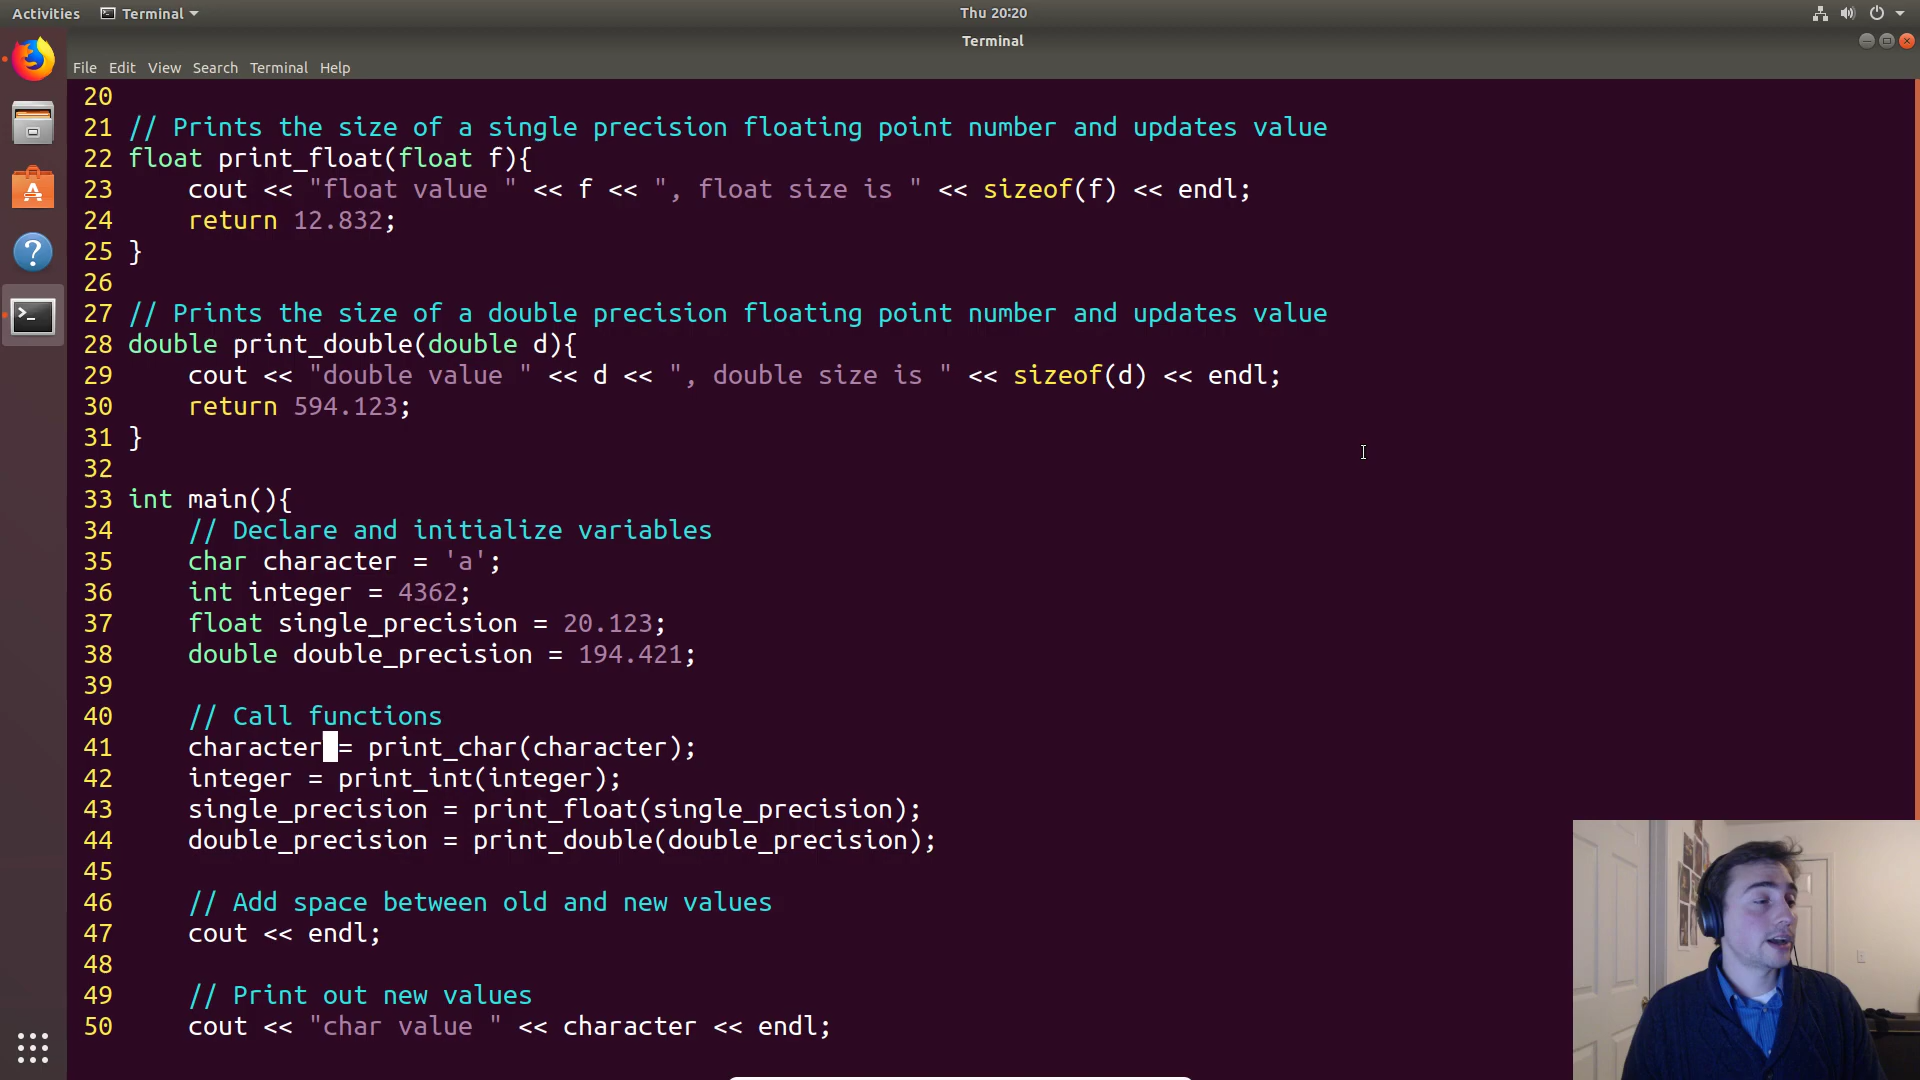 Activities Terminal Thu 20:20
Terminal
File Edit View Search Terminal Help
20
21 // Prints the size of a single precision floating point number and updates value
22 float print_float(float f){
23     cout << "float value " << f << ", float size is " << sizeof(f) << endl;
24     return 12.832;
25 }
26
27 // Prints the size of a double precision floating point number and updates value
28 double print_double(double d){
29     cout << "double value " << d << ", double size is " << sizeof(d) << endl;
30     return 594.123;
31 }
32
33 int main(){
34     // Declare and initialize variables
35     char character = 'a';
36     int integer = 4362;
37     float single_precision = 20.123;
38     double double_precision = 194.421;
39
40     // Call functions
41     character = print_char(character);
42     integer = print_int(integer);
43     single_precision = print_float(single_precision);
44     double_precision = print_double(double_precision);
45
46     // Add space between old and new values
47     cout << endl;
48
49     // Print out new values
50     cout << "char value " << character << endl;